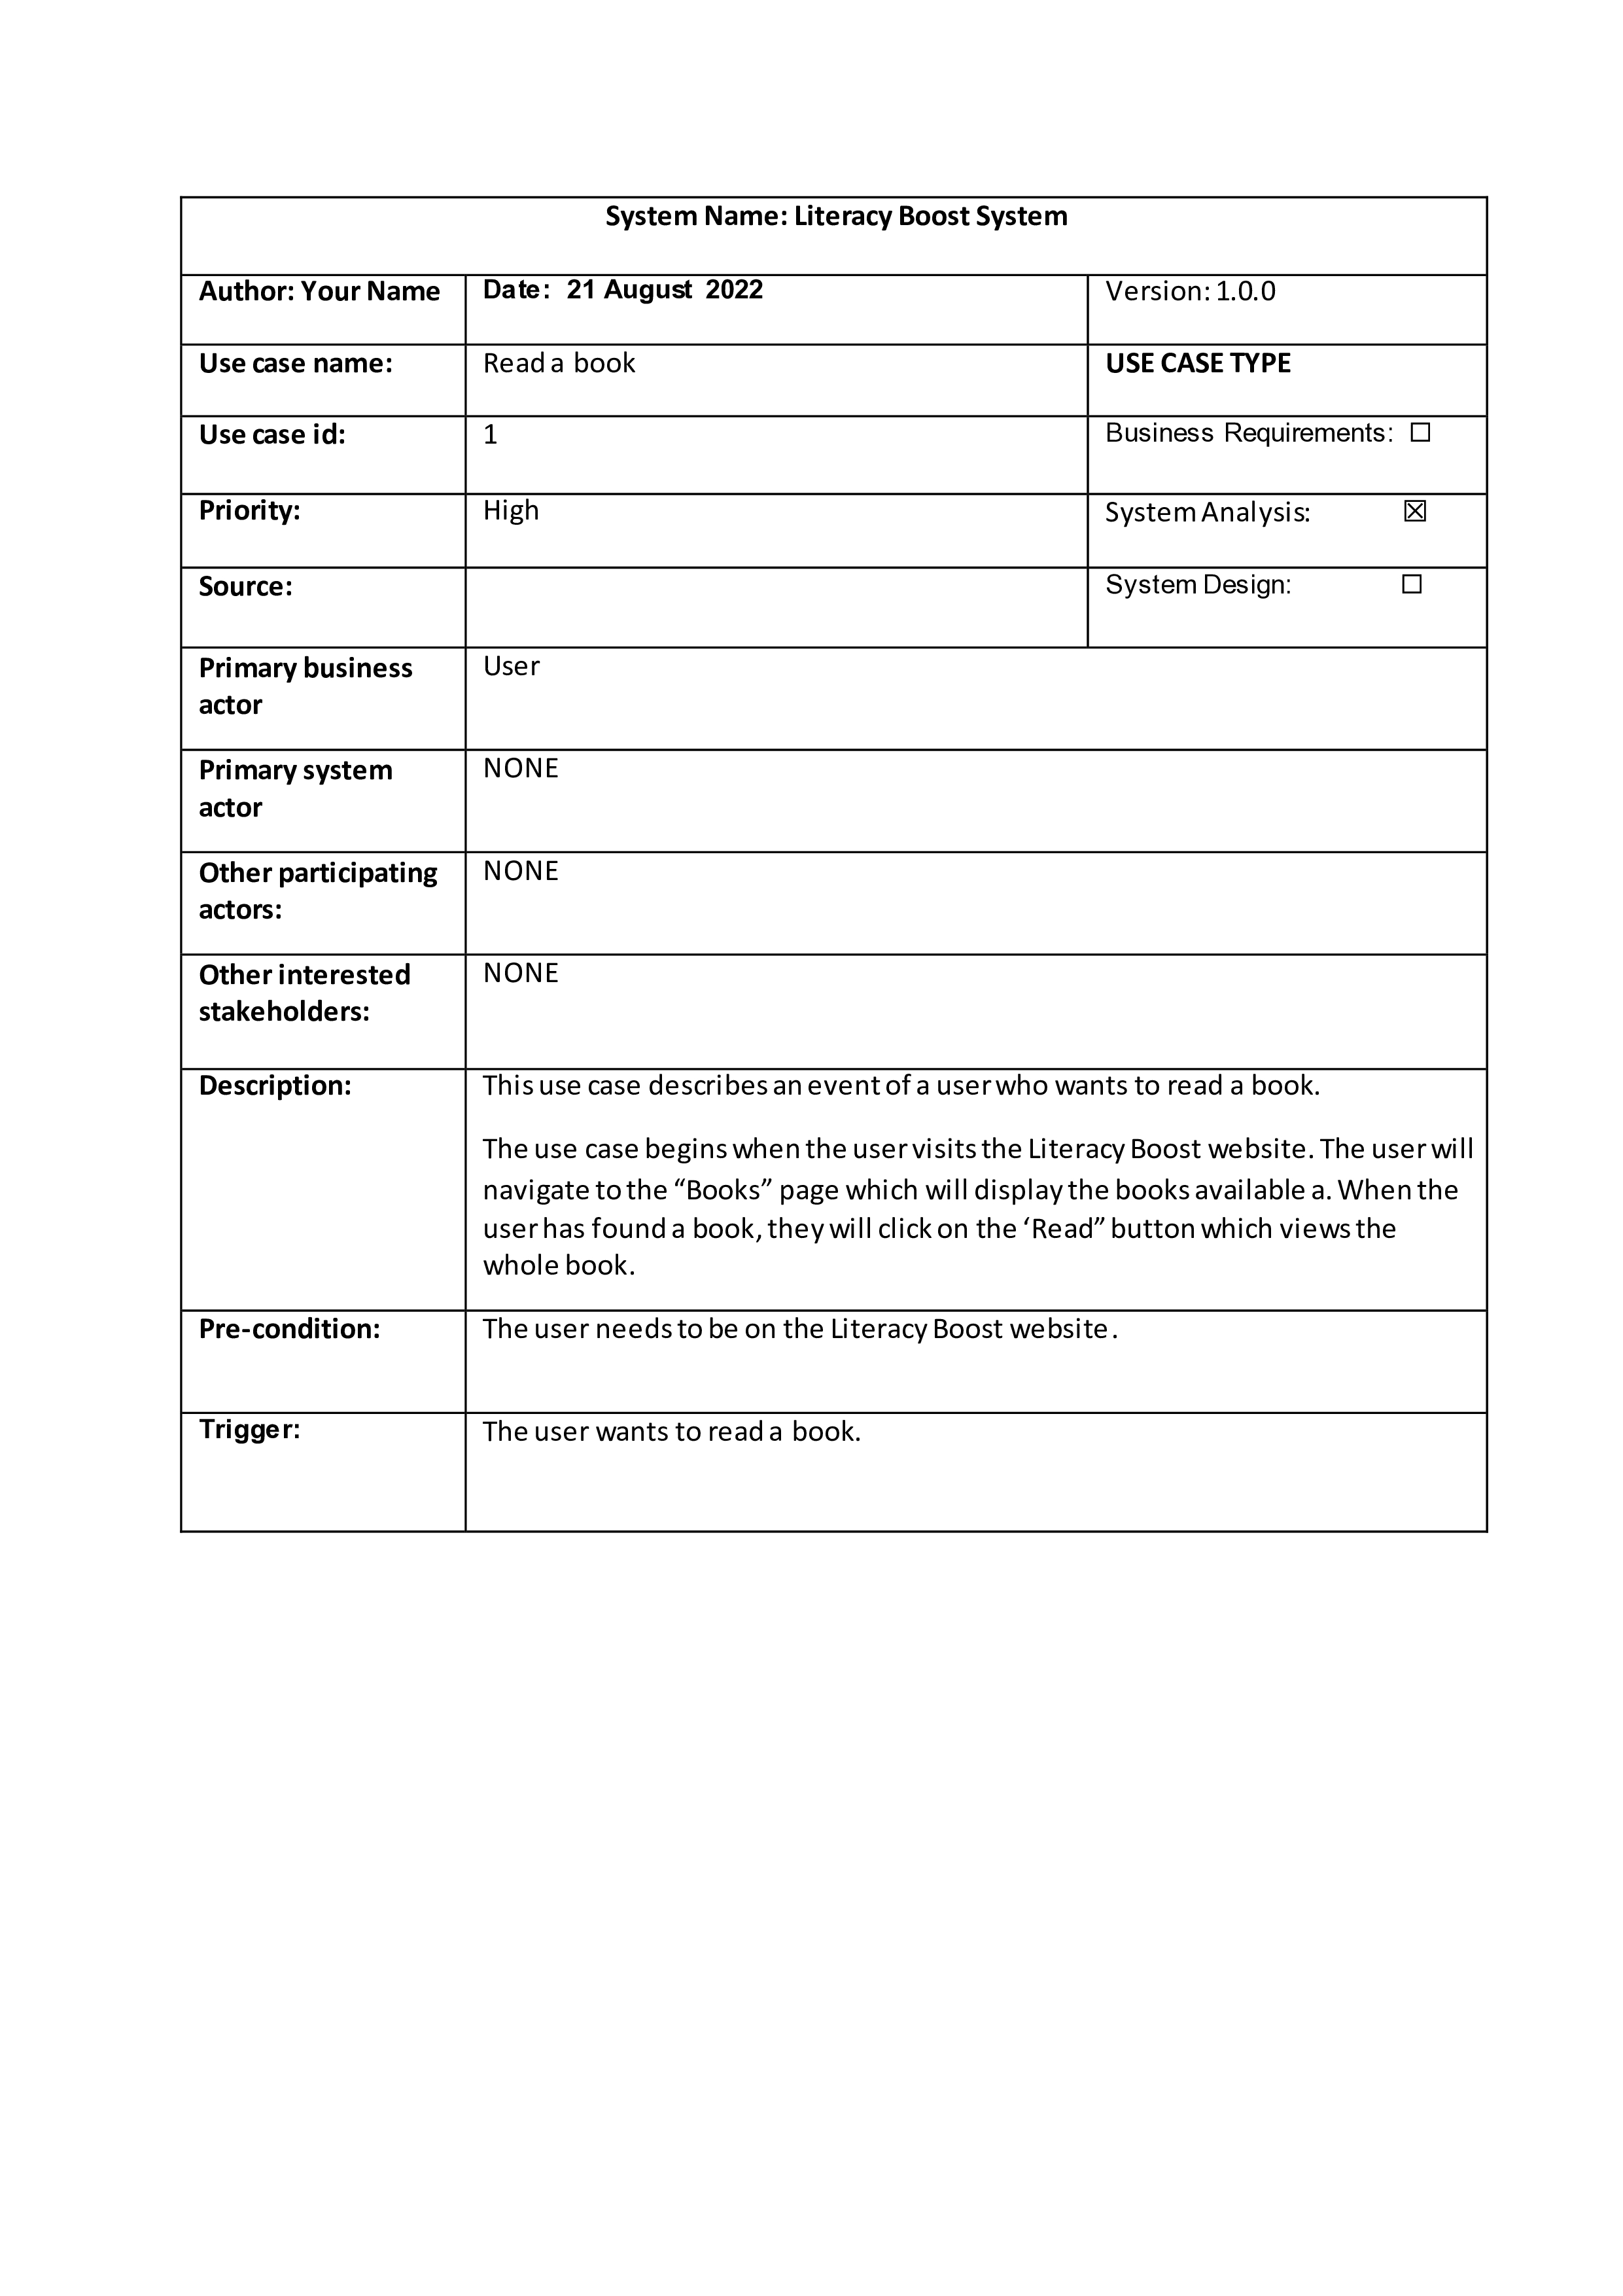 System Name: Literacy Boost System
Author: Your Name
Date: 21 August 2022
Version: 1.0.0
Use case name:
Read a book
USE CASE TYPE
Use case id:
1
Business Requirements: ☐
Priority:
High
System Analysis: ☒
Source:
System Design: ☐
Primary business
actor
User
Primary system
actor
NONE
Other participating
actors:
NONE
Other interested
stakeholders:
NONE
Description:
This use case describes an event of a user who wants to read a book.
The use case begins when the user visits the Literacy Boost website. The user will
navigate to the “Books” page which will display the books available a. When the
user has found a book, they will click on the ‘Read” button which views the
whole book.
Pre-condition:
The user needs to be on the Literacy Boost website.
Trigger:
The user wants to read a book.